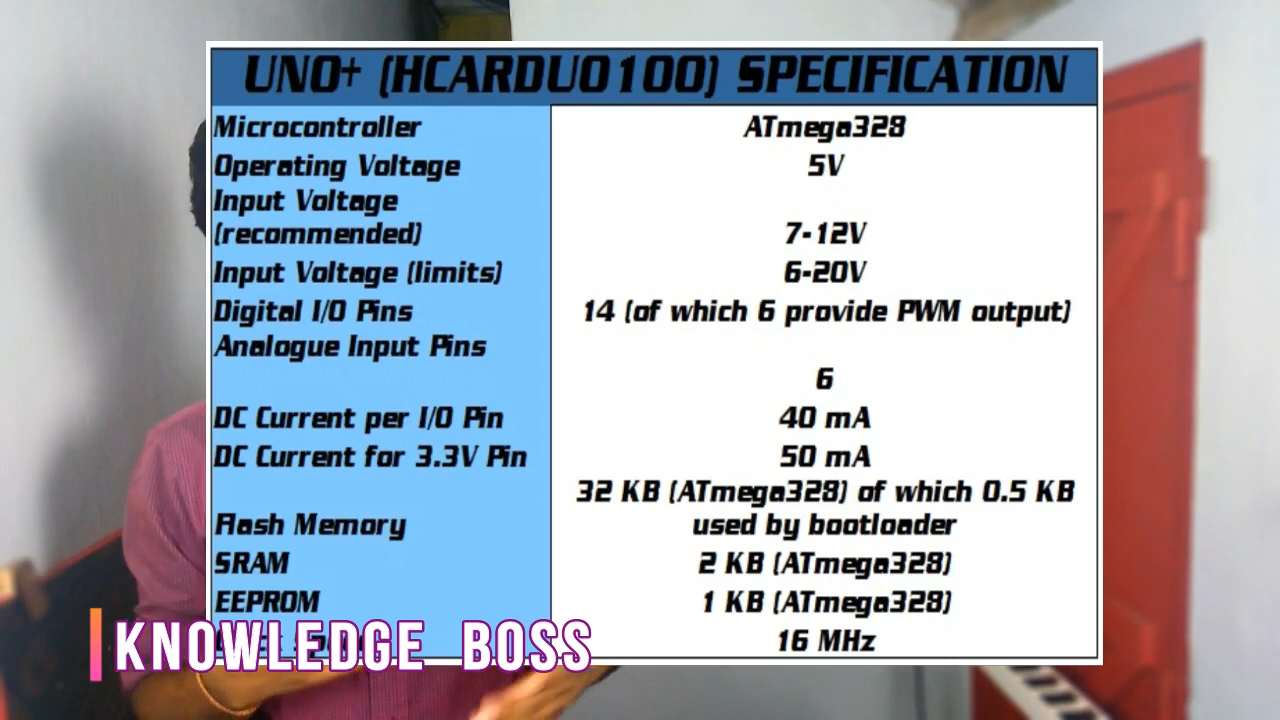 UNO+ (HCARDU0100) SPECIFICATION
Microcontroller ATmega328
Operating Voltage 5V
Input Voltage
(recommended) 7-12V
Input Voltage (limits) 6-20V
Digital I/O Pins 14 (of which 6 provide PWM output)
Analogue Input Pins
6
DC Current per I/O Pin 40 mA
DC Current for 3.3V Pin 50 mA
32 KB (ATmega328) of which 0.5 KB
Flash Memory used by bootloader
SRAM 2 KB (ATmega328)
EEPROM 1 KB (ATmega328)
16 MHz
KNOWLEDGE BOSS